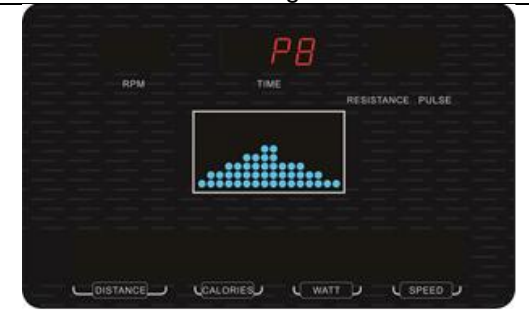 P8
RPM TIME
RESISTANCE PULSE
DISTANCE CALORIES WATT SPEED